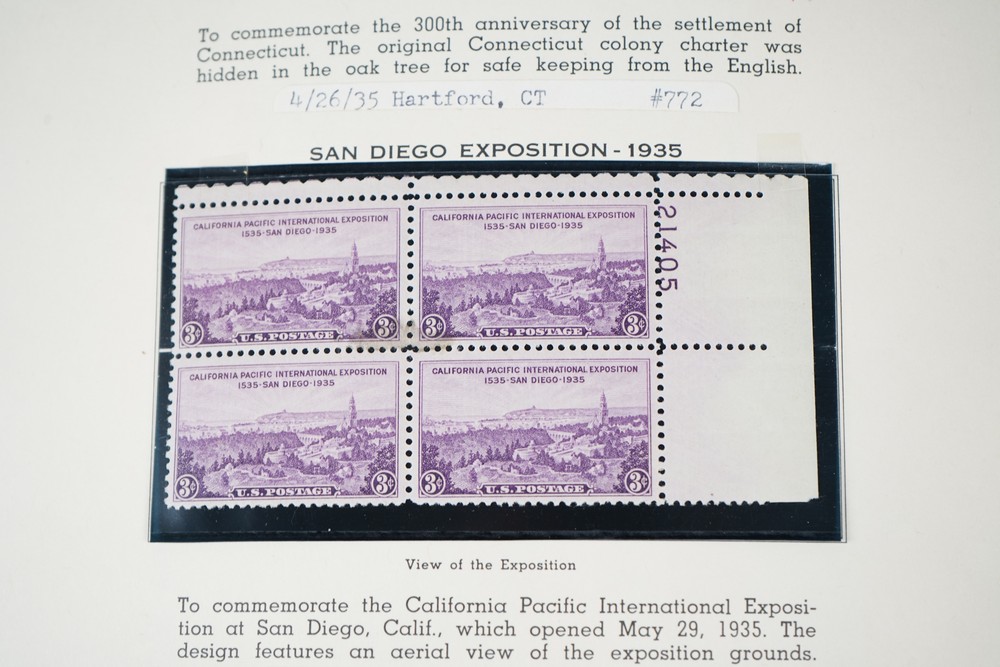 To commemorate the 300th anniversary of the settlement of
Connecticut. The original Connecticut colony charter was
hidden in the oak tree for safe keeping from the English.
4/26/35 Hartford, CT #772
SAN DIEGO EXPOSITION - 1935
CALIFORNIA PACIFIC INTERNATIONAL EXPOSITION
1535-SAN DIEGO-1935
3¢ U.S. POSTAGE 3¢
CALIFORNIA PACIFIC INTERNATIONAL EXPOSITION
1535-SAN DIEGO-1935
3¢ U.S. POSTAGE 3¢
21405
CALIFORNIA PACIFIC INTERNATIONAL EXPOSITION
1535-SAN DIEGO-1935
3¢ U.S. POSTAGE 3¢
CALIFORNIA PACIFIC INTERNATIONAL EXPOSITION
1535-SAN DIEGO-1935
3¢ U.S. POSTAGE 3¢
View of the Exposition
To commemorate the California Pacific International Exposi-
tion at San Diego, Calif., which opened May 29, 1935. The
design features an aerial view of the exposition grounds.